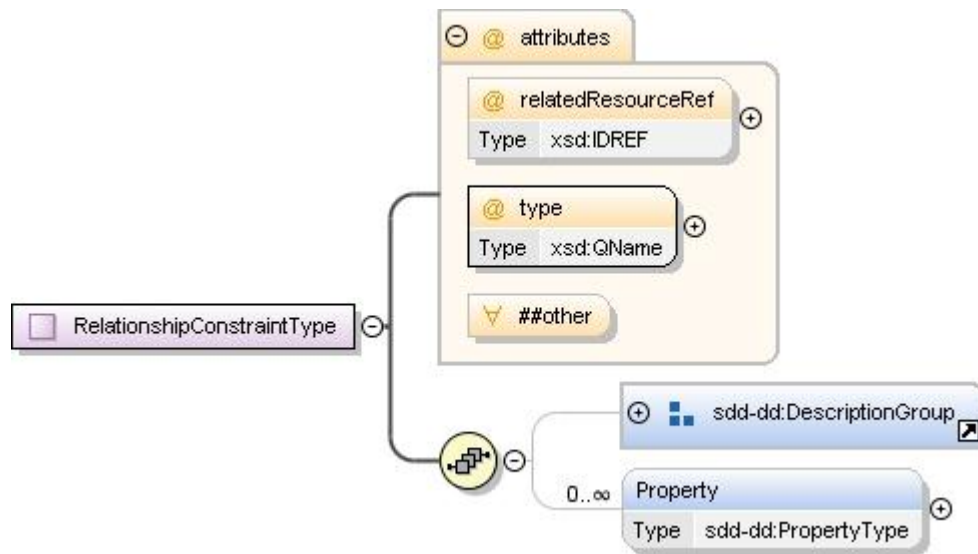 @ attributes
@ relatedResourceRef
Type xsd:IDREF
@ type
Type xsd:QName
∀ ##other
RelationshipConstraintType
sdd-dd:DescriptionGroup
0..∞
Property
Type sdd-dd:PropertyType